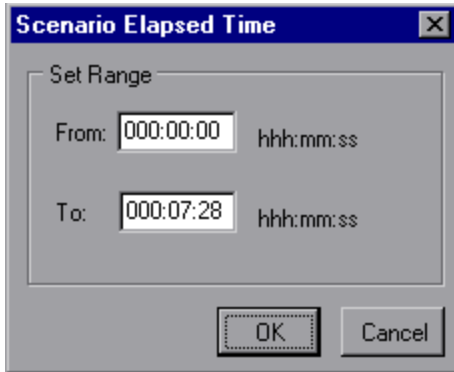 Scenario Elapsed Time
Set Range
From: 000:00:00 hhh:mm:ss
To: 000:07:28 hhh:mm:ss
OK Cancel